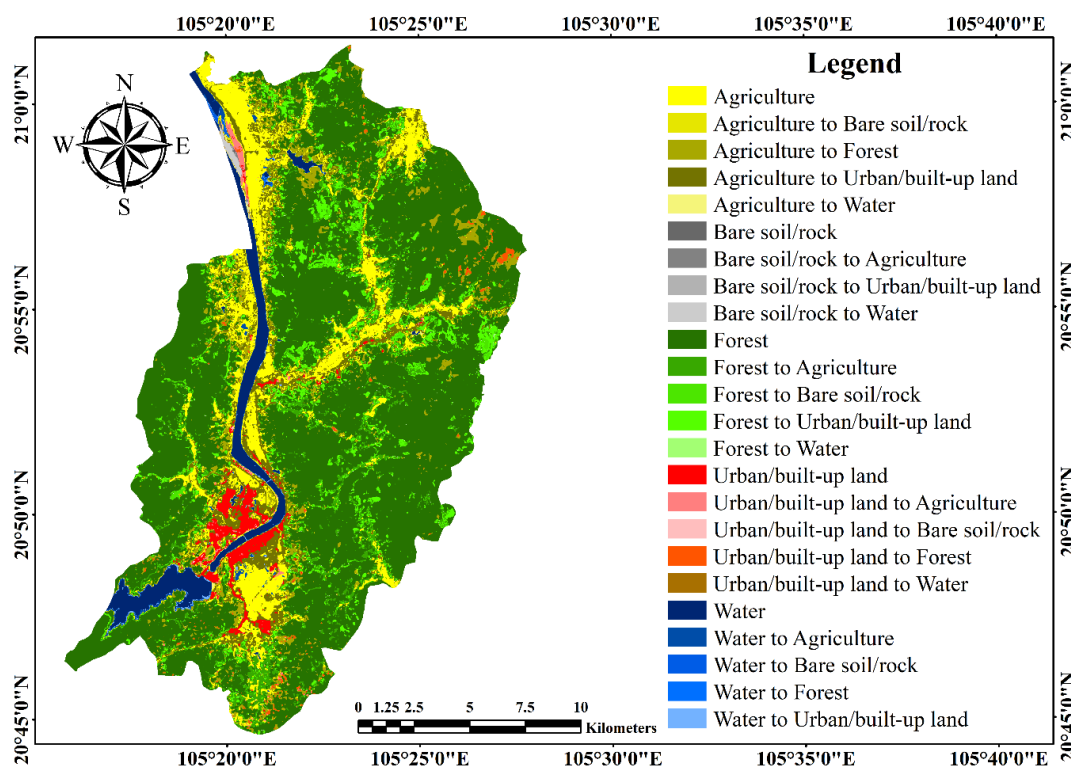 105°20'0"E 105°25'0"E 105°30'0"E 105°35'0"E 105°40'0"E
21°0'0"N
20°55'0"N
20°50'0"N
20°45'0"N
N
W E
S
Legend
Agriculture
Agriculture to Bare soil/rock
Agriculture to Forest
Agriculture to Urban/built-up land
Agriculture to Water
Bare soil/rock
Bare soil/rock to Agriculture
Bare soil/rock to Urban/built-up land
Bare soil/rock to Water
Forest
Forest to Agriculture
Forest to Bare soil/rock
Forest to Urban/built-up land
Forest to Water
Urban/built-up land
Urban/built-up land to Agriculture
Urban/built-up land to Bare soil/rock
Urban/built-up land to Forest
Urban/built-up land to Water
Water
Water to Agriculture
Water to Bare soil/rock
Water to Forest
Water to Urban/built-up land
21°0'0"N
20°55'0"N
20°50'0"N
20°45'0"N
0 1.25 2.5 5 7.5 10
Kilometers
105°20'0"E 105°25'0"E 105°30'0"E 105°35'0"E 105°40'0"E